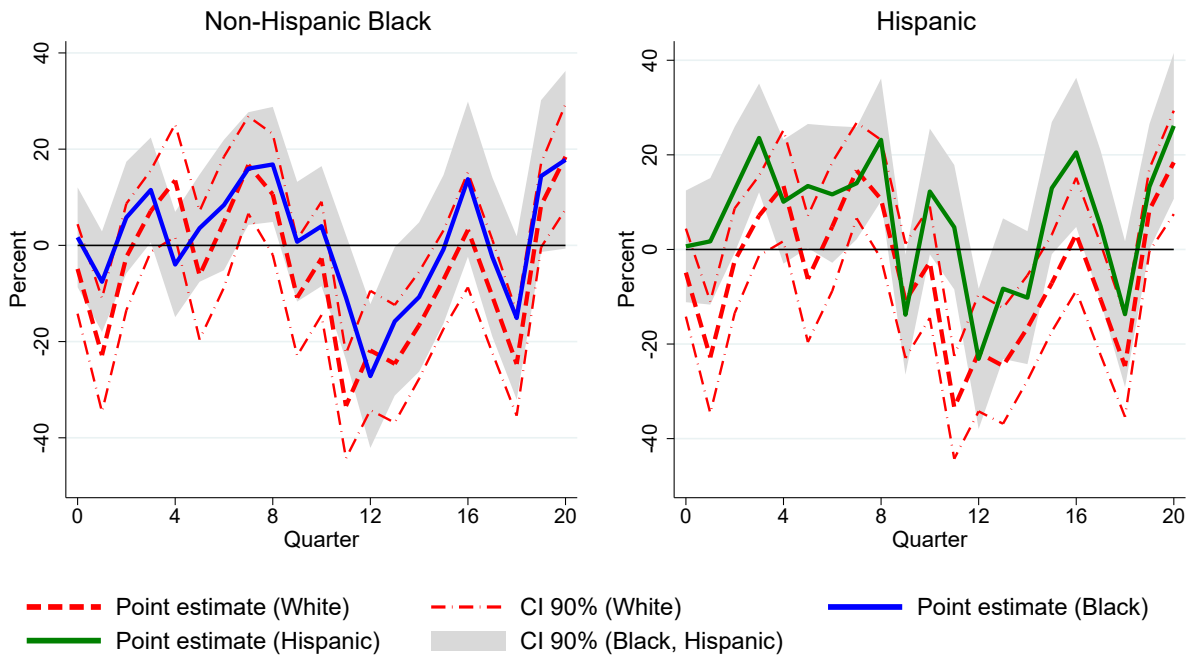 Non-Hispanic Black
Percent
40
20
0
-20
-40
0 4 8 12 16 20
Quarter
Hispanic
Percent
40
20
0
-20
-40
0 4 8 12 16 20
Quarter
Point estimate (White) CI 90% (White) Point estimate (Black)
Point estimate (Hispanic) CI 90% (Black, Hispanic)